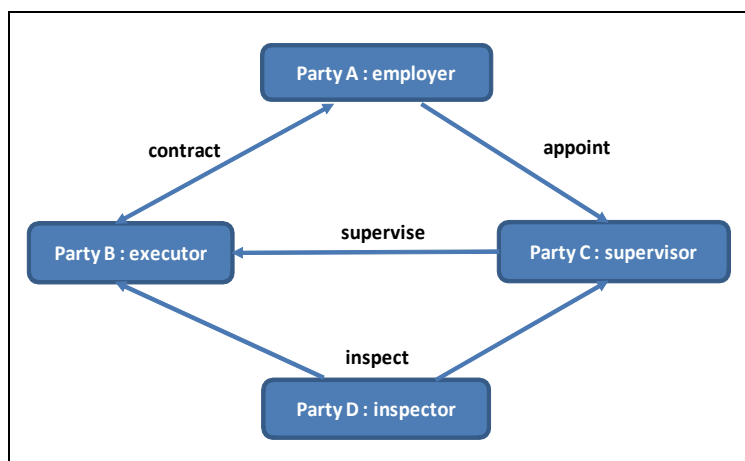 Party A : employer
contract
appoint
supervise
Party B : executor
Party C : supervisor
inspect
Party D : inspector